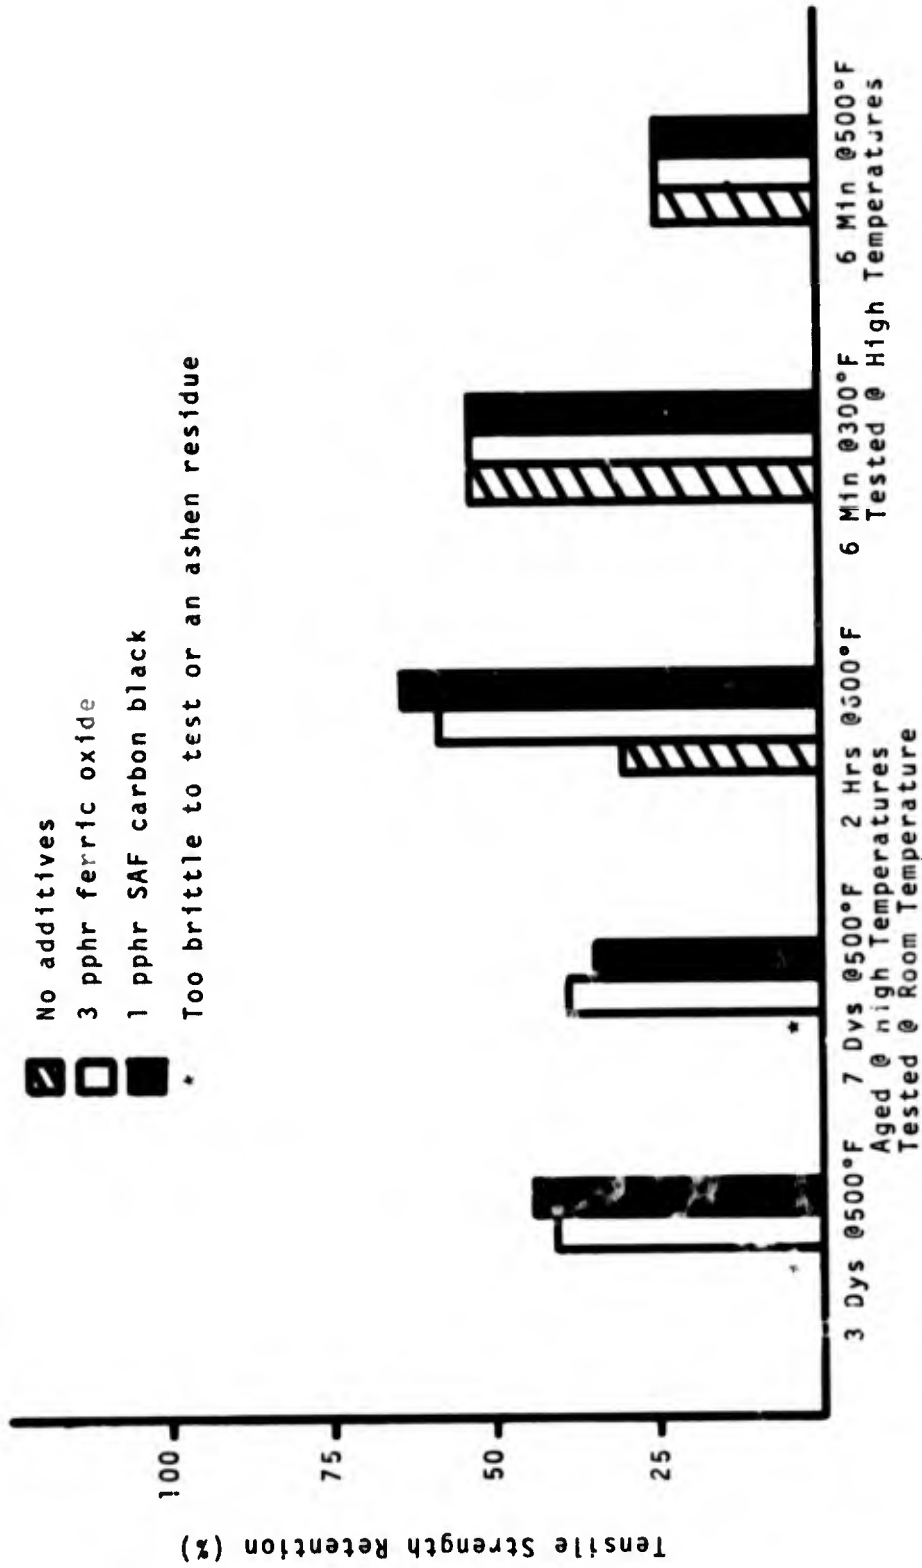 No additives
3 pphr ferric oxide
1 pphr SAF carbon black
* Too brittle to test or an ashen residue
Tensile Strength Retention (%)
100
75
50
25
*
3 Dys @500°F 7 Dys @500°F 2 Hrs @600°F 6 Min @300°F 6 Min @500°F
Aged @ High Temperatures
Tested @ Room Temperature
Tested @ High Temperatures